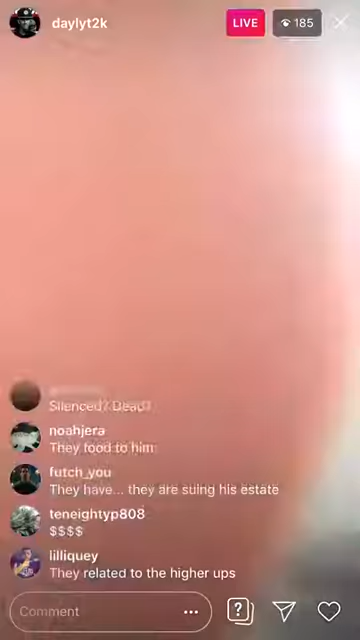 daylyt2k
LIVE
185
Silenced? Dead?
noahjera
They food to him
futch_you
They have... they are suing his estate
teneightyp808
$$$$
lilliquey
They related to the higher ups
Comment